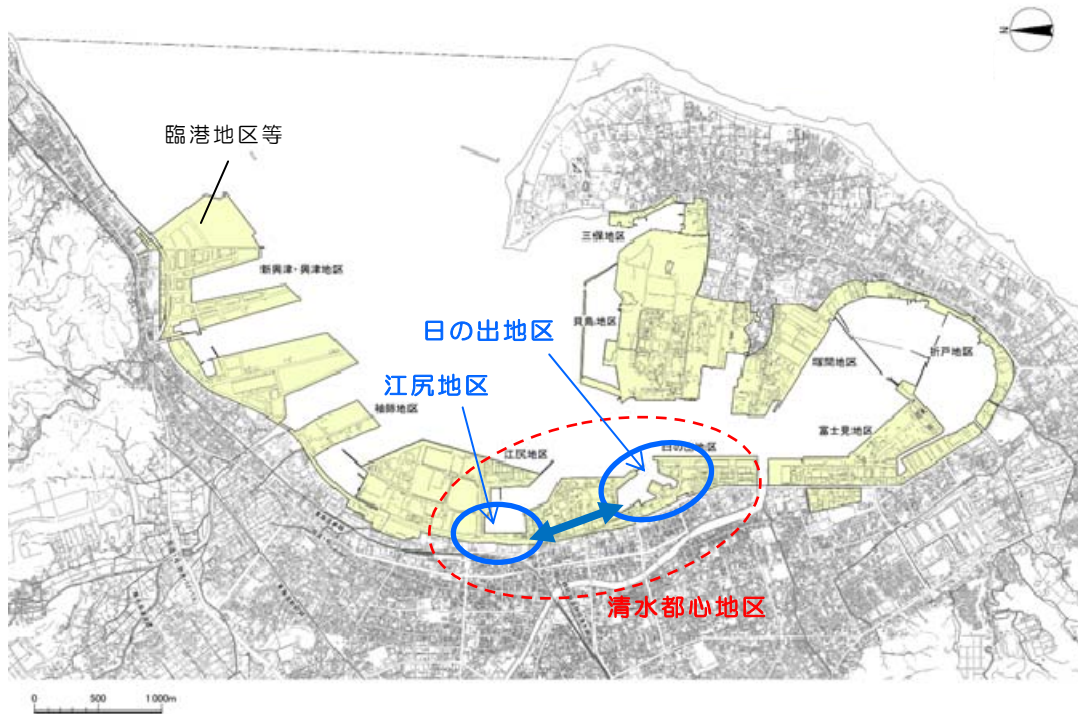 N
臨港地区等
三保地区
新興津・興津地区
貝島地区
日の出地区
塚間地区
折戸地区
江尻地区
袖師地区
富士見地区
江尻地区
日の出地区
清水都心地区
0 500 1000m